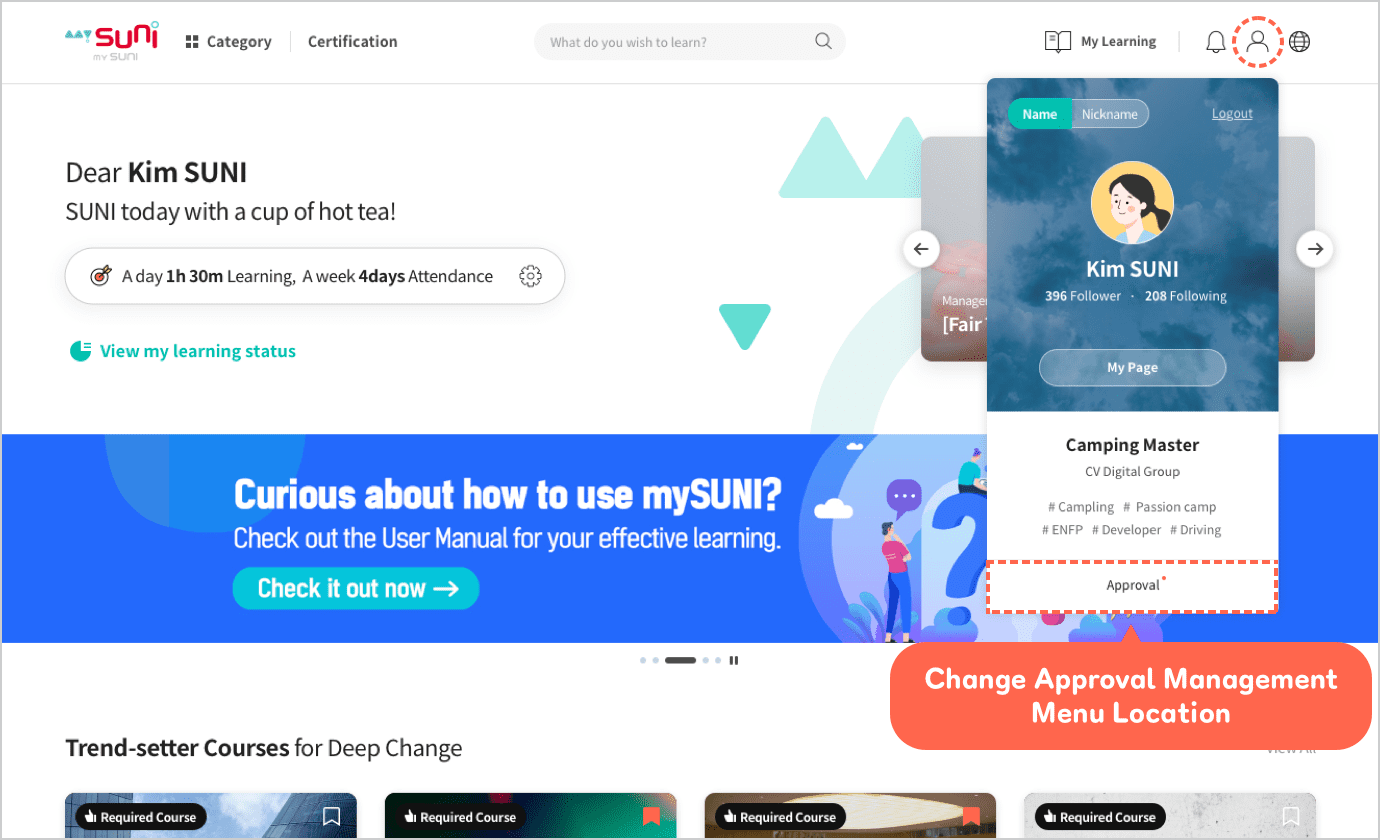 SUNI
my SUNI
Category
Certification
What do you wish to learn?
My Learning
Name
Nickname
Logout
Dear Kim SUNI
SUNI today with a cup of hot tea!
A day 1h 30m Learning, A week 4days Attendance
View my learning status
[Fair
Kim SUNI
396 Follower · 208 Following
My Page
Camping Master
CV Digital Group
# Campling # Passion camp
# ENFP # Developer # Driving
Approval
Curious about how to use mySUNI?
Check out the User Manual for your effective learning.
Check it out now →
Change Approval Management
Menu Location
Trend-setter Courses for Deep Change
View All
Required Course
Required Course
Required Course
Required Course